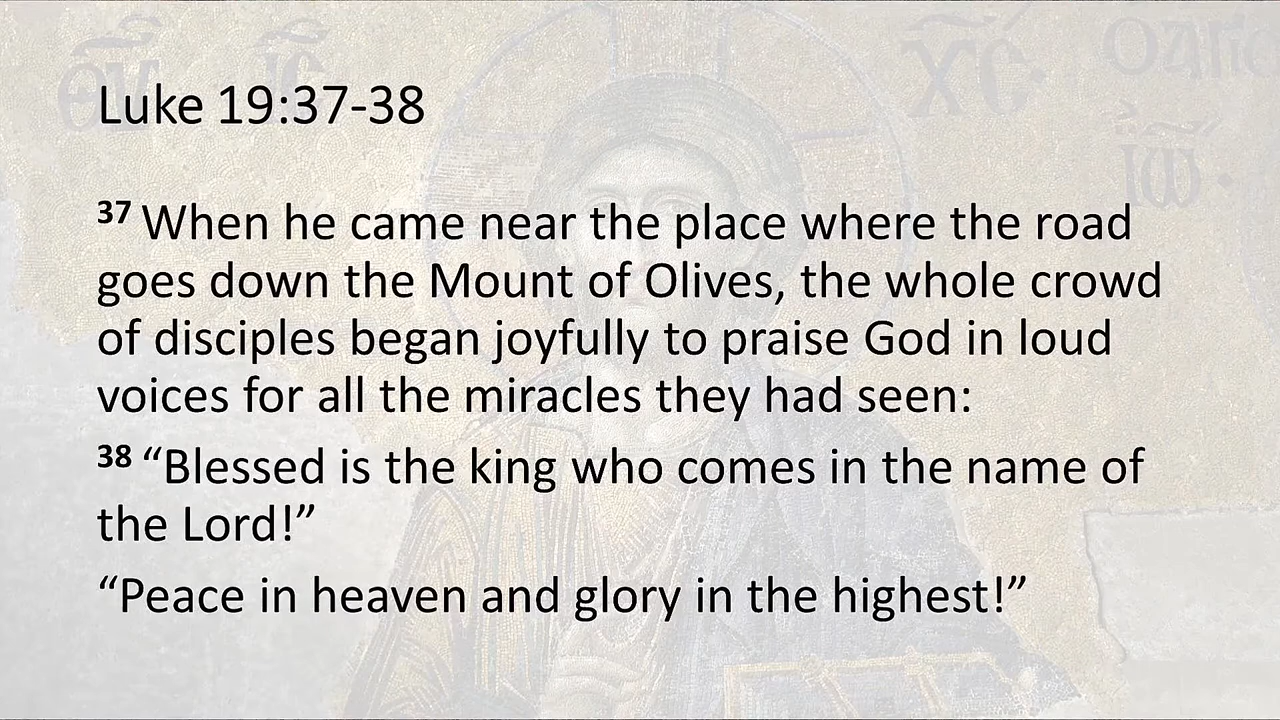 Luke 19:37-38
37 When he came near the place where the road
goes down the Mount of Olives, the whole crowd
of disciples began joyfully to praise God in loud
voices for all the miracles they had seen:
38 “Blessed is the king who comes in the name of
the Lord!”
“Peace in heaven and glory in the highest!”